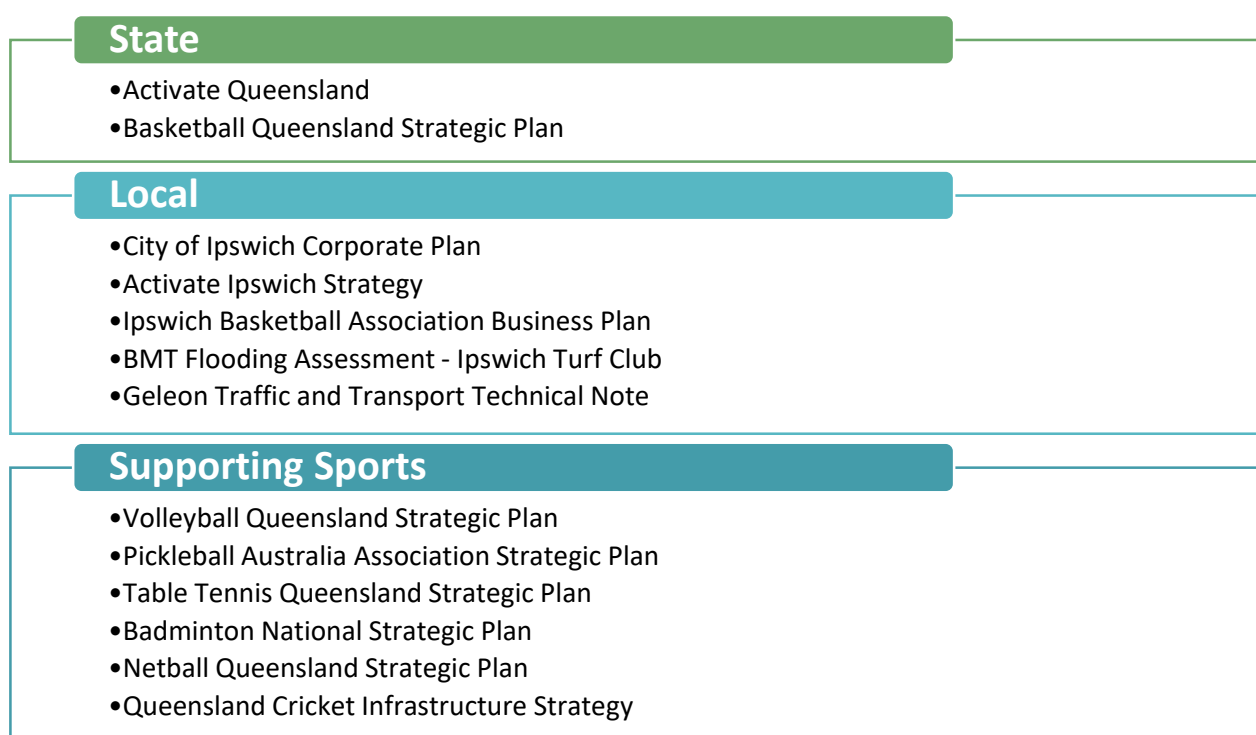 State
•Activate Queensland
•Basketball Queensland Strategic Plan
Local
•City of Ipswich Corporate Plan
•Activate Ipswich Strategy
•Ipswich Basketball Association Business Plan
•BMT Flooding Assessment - Ipswich Turf Club
•Geleon Traffic and Transport Technical Note
Supporting Sports
•Volleyball Queensland Strategic Plan
•Pickleball Australia Association Strategic Plan
•Table Tennis Queensland Strategic Plan
•Badminton National Strategic Plan
•Netball Queensland Strategic Plan
•Queensland Cricket Infrastructure Strategy